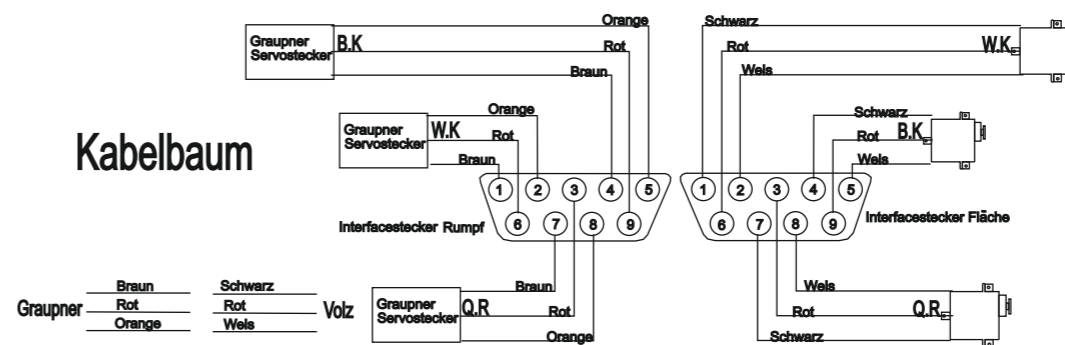 Orange
Graupner
Servostecker
B.K
Rot
Braun
Schwarz
Rot
W.K
Weis
Kabelbaum
Orange
Graupner
Servostecker
W.K
Rot
Braun
Schwarz
Rot
B.K
Weis
1 2 3 4 5
6 7 8 9
Interfacestecker Rumpf
1 2 3 4 5
6 7 8 9
Interfacestecker Fläche
Graupner
Braun
Rot
Orange
Schwarz
Rot
Weis
Volz
Graupner
Servostecker
Q.R
Braun
Rot
Orange
Weis
Rot
Q.R
Schwarz